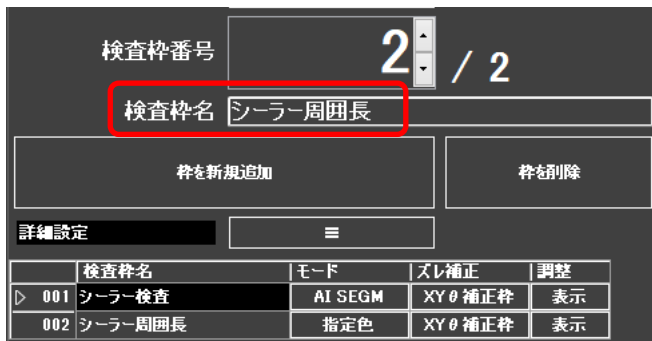 検査枠番号 2 / 2
検査枠名 シーラー周囲長
枠を新規追加 枠を削除
詳細設定 ≡
検査枠名 モード ズレ補正 調整
▷ 001 シーラー検査 AI SEGM XYθ補正枠 表示
002 シーラー周囲長 指定色 XYθ補正枠 表示